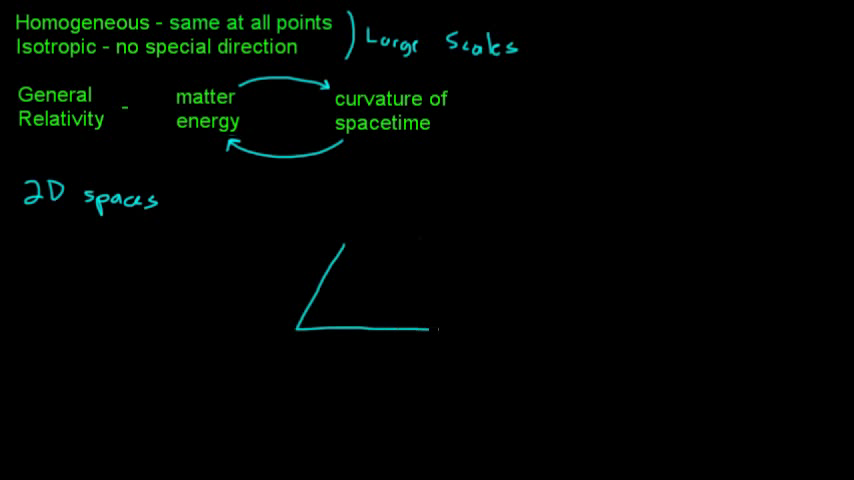 Homogeneous - same at all points
Isotropic - no special direction
Large Scales
General Relativity - matter energy
curvature of spacetime
2D spaces